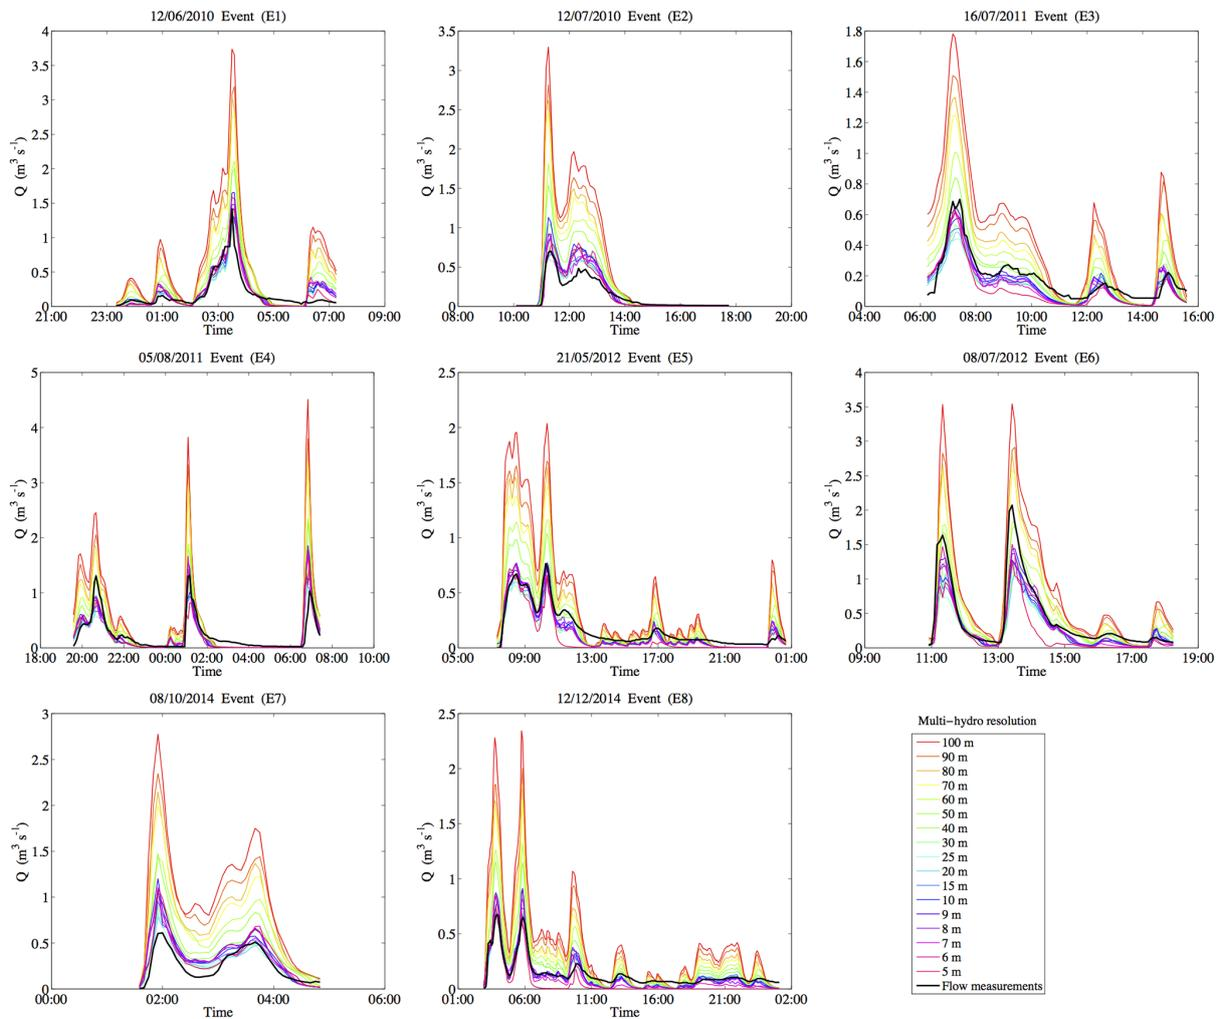 12/06/2010 Event (E1)
4
3.5
3
2.5
2
1.5
1
0.5
0
Q (m³ s⁻¹)
21:00 23:00 01:00 03:00 05:00 07:00 09:00
Time
12/07/2010 Event (E2)
3.5
3
2.5
2
1.5
1
0.5
0
Q (m³ s⁻¹)
08:00 10:00 12:00 14:00 16:00 18:00 20:00
Time
16/07/2011 Event (E3)
1.8
1.6
1.4
1.2
1
0.8
0.6
0.4
0.2
0
Q (m³ s⁻¹)
04:00 06:00 08:00 10:00 12:00 14:00 16:00
Time
05/08/2011 Event (E4)
5
4
3
2
1
0
Q (m³ s⁻¹)
18:00 20:00 22:00 00:00 02:00 04:00 06:00 08:00 10:00
Time
21/05/2012 Event (E5)
2.5
2
1.5
1
0.5
0
Q (m³ s⁻¹)
05:00 09:00 13:00 17:00 21:00 01:00
Time
08/07/2012 Event (E6)
4
3.5
3
2.5
2
1.5
1
0.5
0
Q (m³ s⁻¹)
09:00 11:00 13:00 15:00 17:00 19:00
Time
08/10/2014 Event (E7)
3
2.5
2
1.5
1
0.5
0
Q (m³ s⁻¹)
00:00 02:00 04:00 06:00
Time
12/12/2014 Event (E8)
2.5
2
1.5
1
0.5
0
Q (m³ s⁻¹)
01:00 06:00 11:00 16:00 21:00 02:00
Time
Multi−hydro resolution
100 m
90 m
80 m
70 m
60 m
50 m
40 m
30 m
25 m
20 m
15 m
10 m
9 m
8 m
7 m
6 m
5 m
Flow measurements